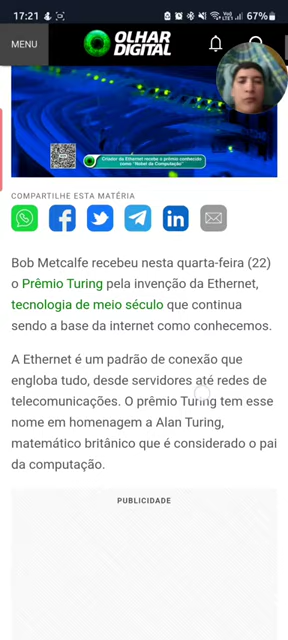 17:21
67%
MENU
OLHAR
DIGITAL
Criador da Ethernet recebe o prêmio conhecido
como "Nobel da Computação"
COMPARTILHE ESTA MATÉRIA
Bob Metcalfe recebeu nesta quarta-feira (22)
o Prêmio Turing pela invenção da Ethernet,
tecnologia de meio século que continua
sendo a base da internet como conhecemos.
A Ethernet é um padrão de conexão que
engloba tudo, desde servidores até redes de
telecomunicações. O prêmio Turing tem esse
nome em homenagem a Alan Turing,
matemático britânico que é considerado o pai
da computação.
PUBLICIDADE